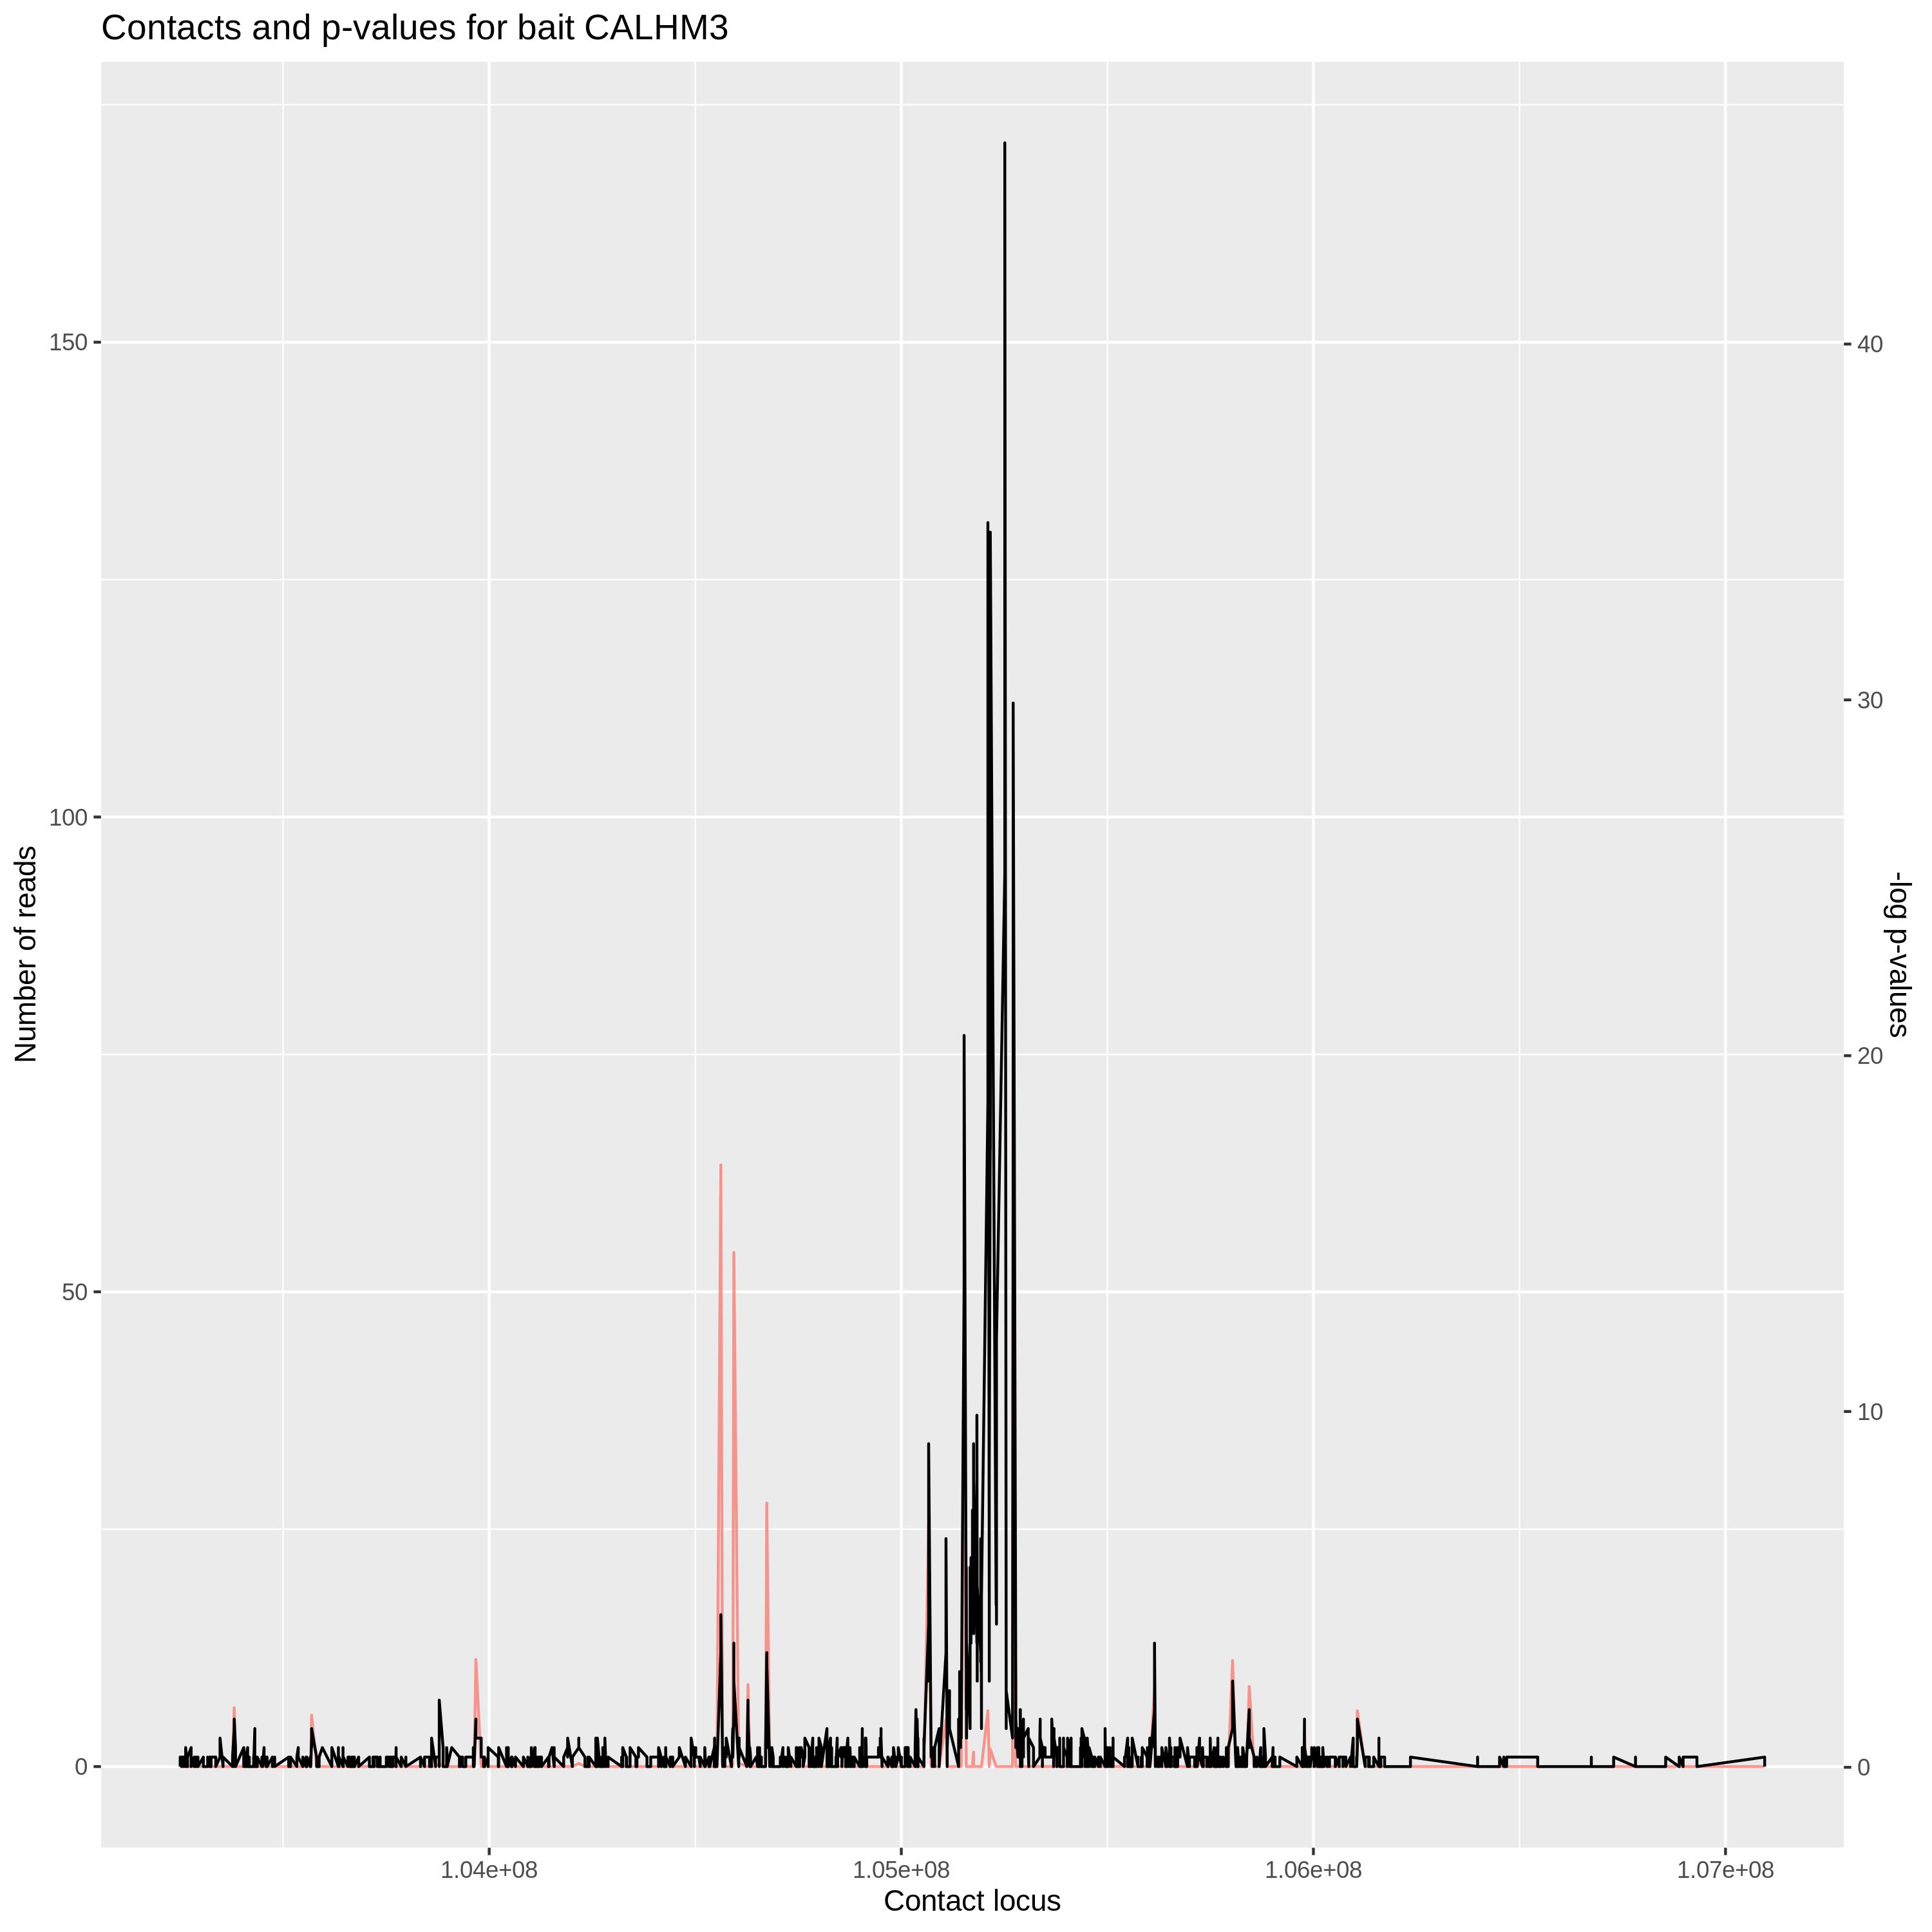 Contacts and p-values for bait CALHM3
150
100
50
0
Number of reads
40
30
20
10
0
-log p-values
1.04e+08
1.05e+08
1.06e+08
1.07e+08
Contact locus